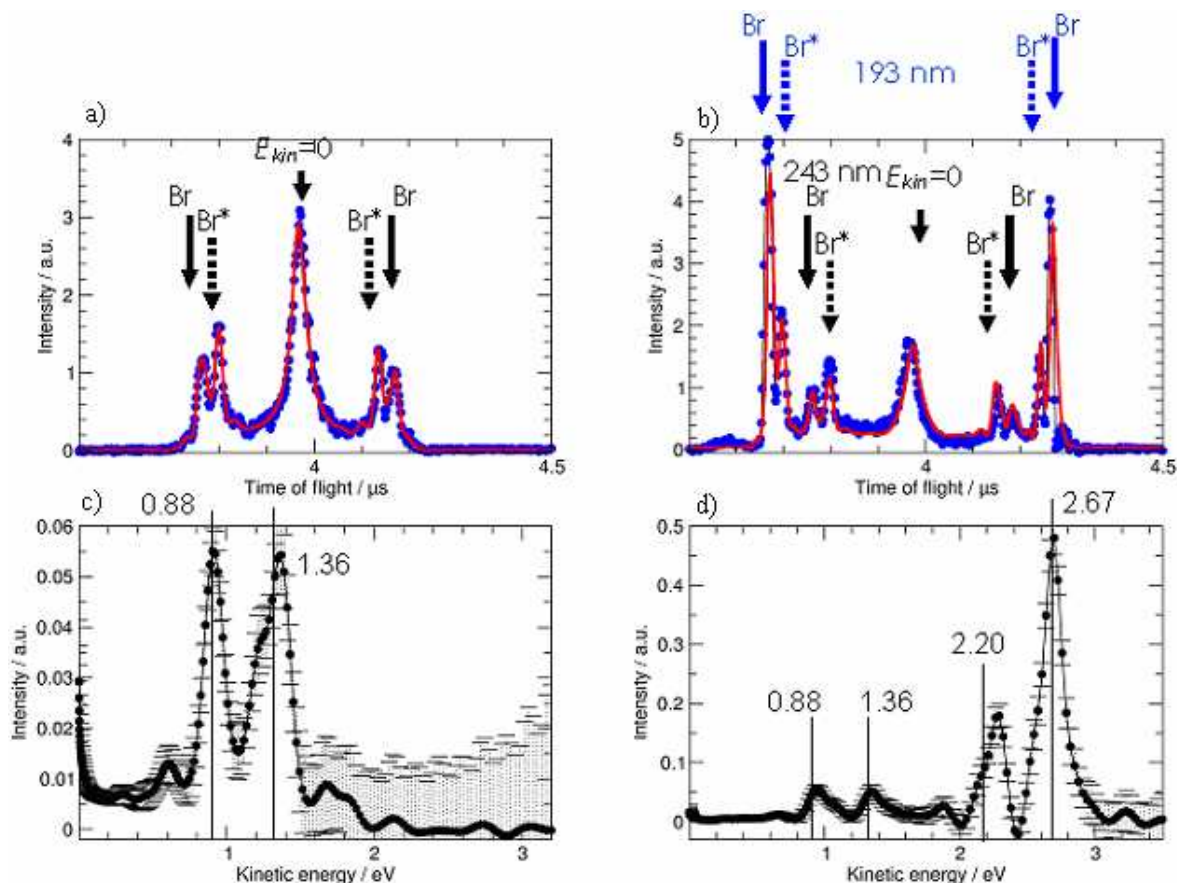 Br
Br*
193 nm
Br*
Br
a)
E_kin=0
Br
Br*
Br*
Br
Intensity / a.u.
4
3
2
1
0
4
4.5
Time of flight / µs
b)
243 nm E_kin=0
Br
Br*
Br*
Br
Intensity / a.u.
5
4
3
2
1
0
4
4.5
Time of flight / µs
c)
0.88
1.36
Intensity / a.u.
0.06
0.05
0.04
0.03
0.02
0.01
0
1
2
3
Kinetic energy / eV
d)
2.67
2.20
0.88
1.36
Intensity / a.u.
0.5
0.4
0.3
0.2
0.1
0
0
1
2
3
Kinetic energy / eV